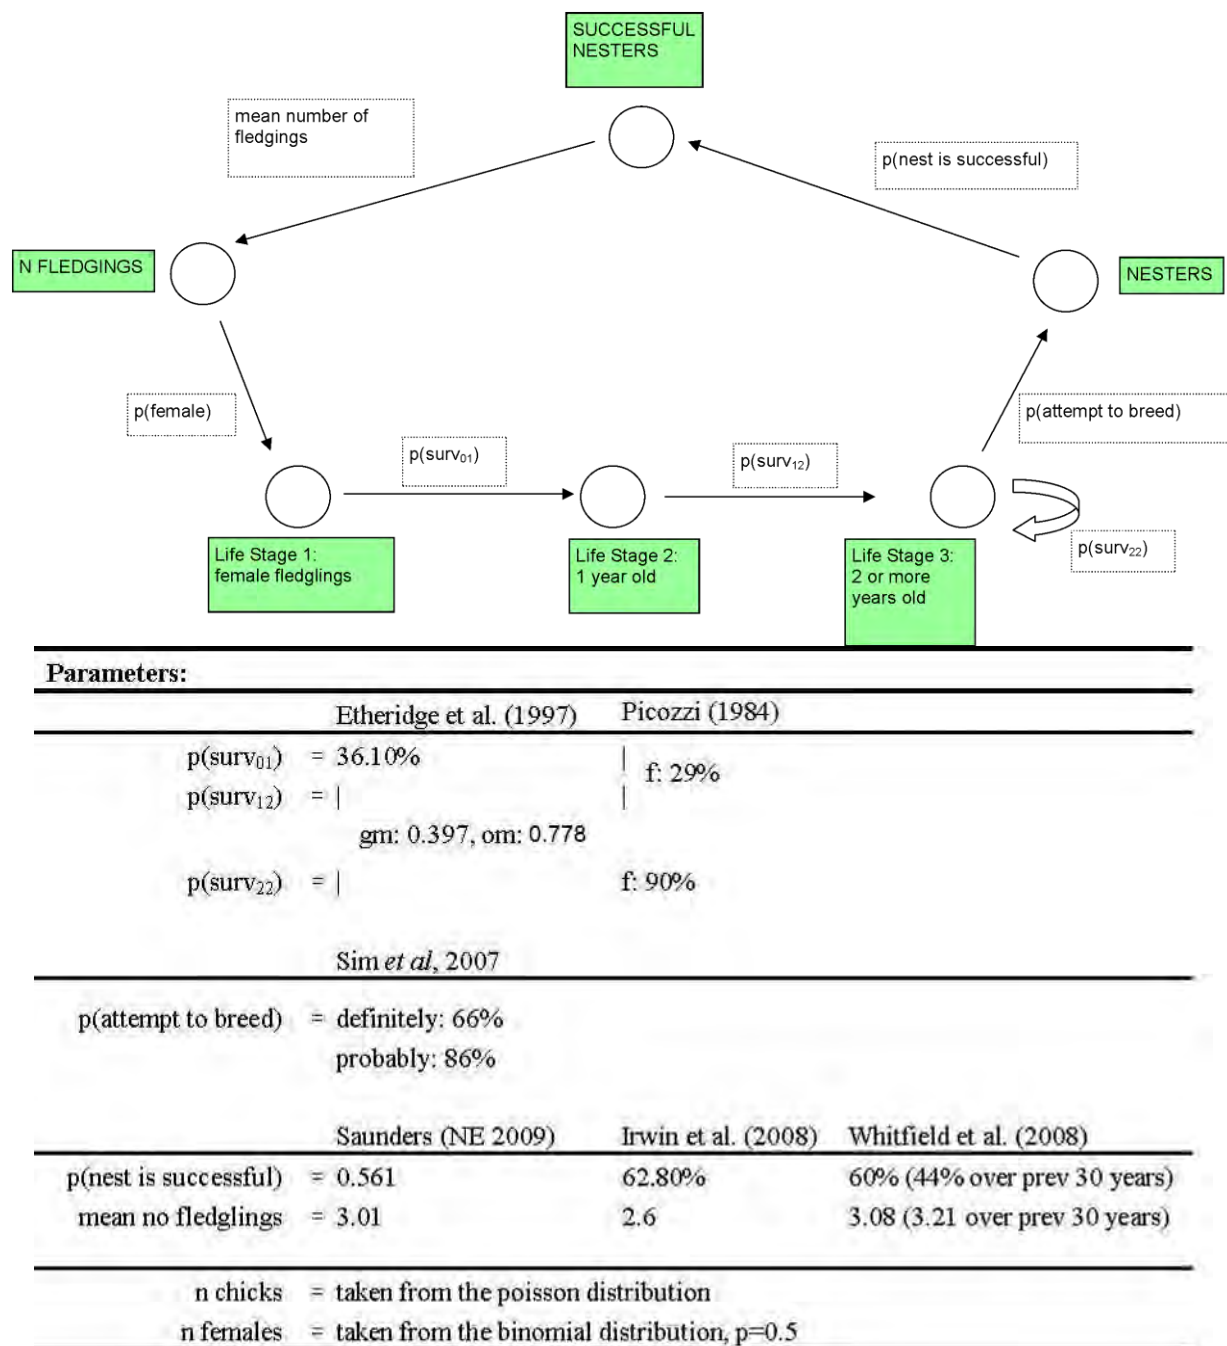 SUCCESSFUL
NESTERS
mean number of
fledgings
p(nest is successful)
N FLEDGINGS
NESTERS
p(female)
p(attempt to breed)
p(surv₀₁)
p(surv₁₂)
p(surv₂₂)
Life Stage 1:
female fledglings
Life Stage 2:
1 year old
Life Stage 3:
2 or more
years old
Parameters:
Etheridge et al. (1997) Picozzi (1984)
p(surv₀₁) = 36.10% |
f: 29%
p(surv₁₂) = | |
gm: 0.397, om: 0.778
p(surv₂₂) = | f: 90%
Sim et al, 2007
p(attempt to breed) = definitely: 66%
probably: 86%
Saunders (NE 2009) Irwin et al. (2008) Whitfield et al. (2008)
p(nest is successful) = 0.561 62.80% 60% (44% over prev 30 years)
mean no fledglings = 3.01 2.6 3.08 (3.21 over prev 30 years)
n chicks = taken from the poisson distribution
n females = taken from the binomial distribution, p=0.5